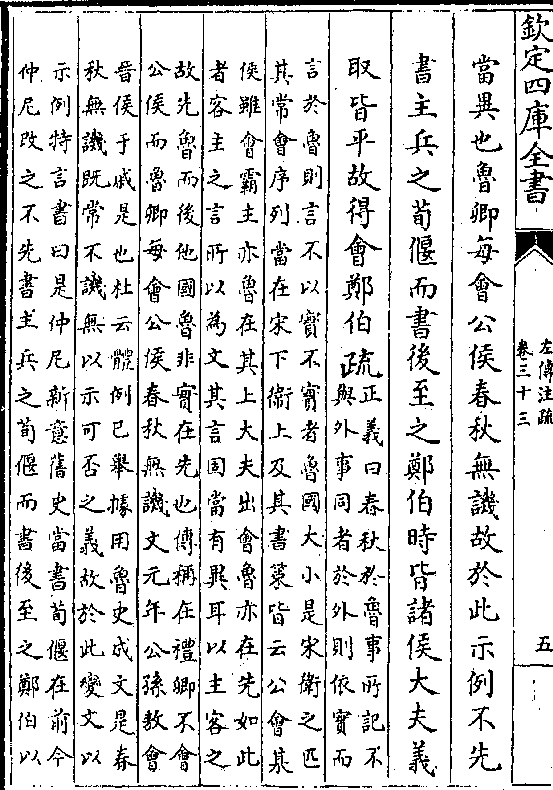 欽定四庫全書
左傳注疏
卷三十三
五
當異也魯卿每會公侯春秋無譏故於此示例不先
書主兵之荀偃而書後至之鄭伯時皆諸侯大夫義
取皆平故得會鄭伯疏
正義曰春秋於魯事所記不
與外事同者於外則依實而
言於魯則言不以實不實者魯國大小是宋衛之匹
其常會序列當在宋下衛上及其書策皆云公會某
侯雖會霸主亦魯在其上大夫出會魯亦在先如此
者客主之言所以為文其言固當有異耳以主客之
故先魯而後他國魯非實在先也傳稱在禮卿不會
公侯而魯卿每會公侯春秋無譏文元年公孫敖會
晉侯于戚是也杜云體例已舉據用魯史成文是春
秋無譏既常不譏無以示可否之義故於此變文以
示例特言書曰是仲尼新意舊史當書荀偃在前今
仲尼改之不先書主兵之荀偃而書後至之鄭伯以